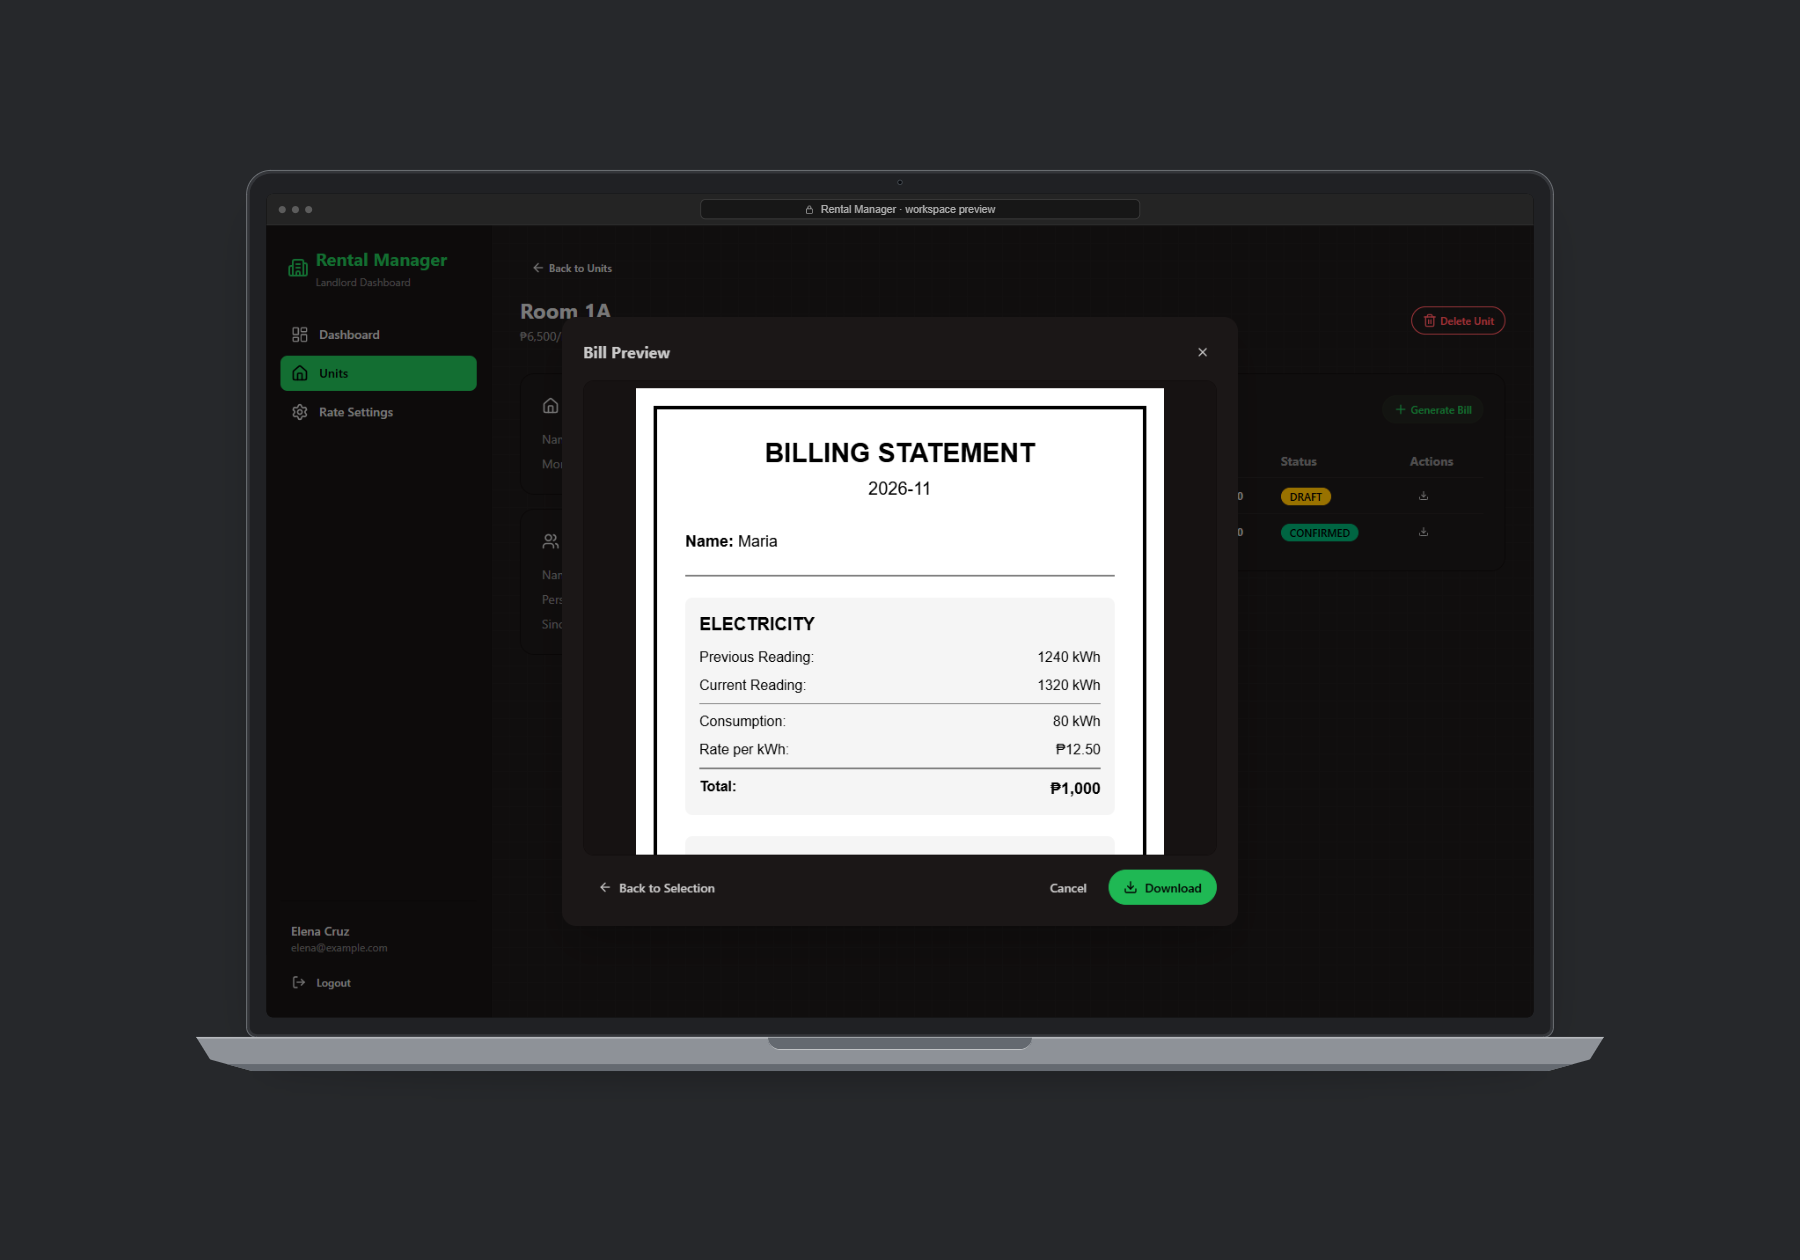 Rental Manager · workspace preview
Rental Manager
Landlord Dashboard
Dashboard
Units
Rate Settings
Elena Cruz
elena@example.com
Logout
Back to Units
Room 1A
₱6,500/
Delete Unit
Generate Bill
Status
Actions
0
DRAFT
0
CONFIRMED
Bill Preview
BILLING STATEMENT
2026-11
Name: Maria
ELECTRICITY
Previous Reading: 1240 kWh
Current Reading: 1320 kWh
Consumption: 80 kWh
Rate per kWh: ₱12.50
Total: ₱1,000
Back to Selection
Cancel
Download